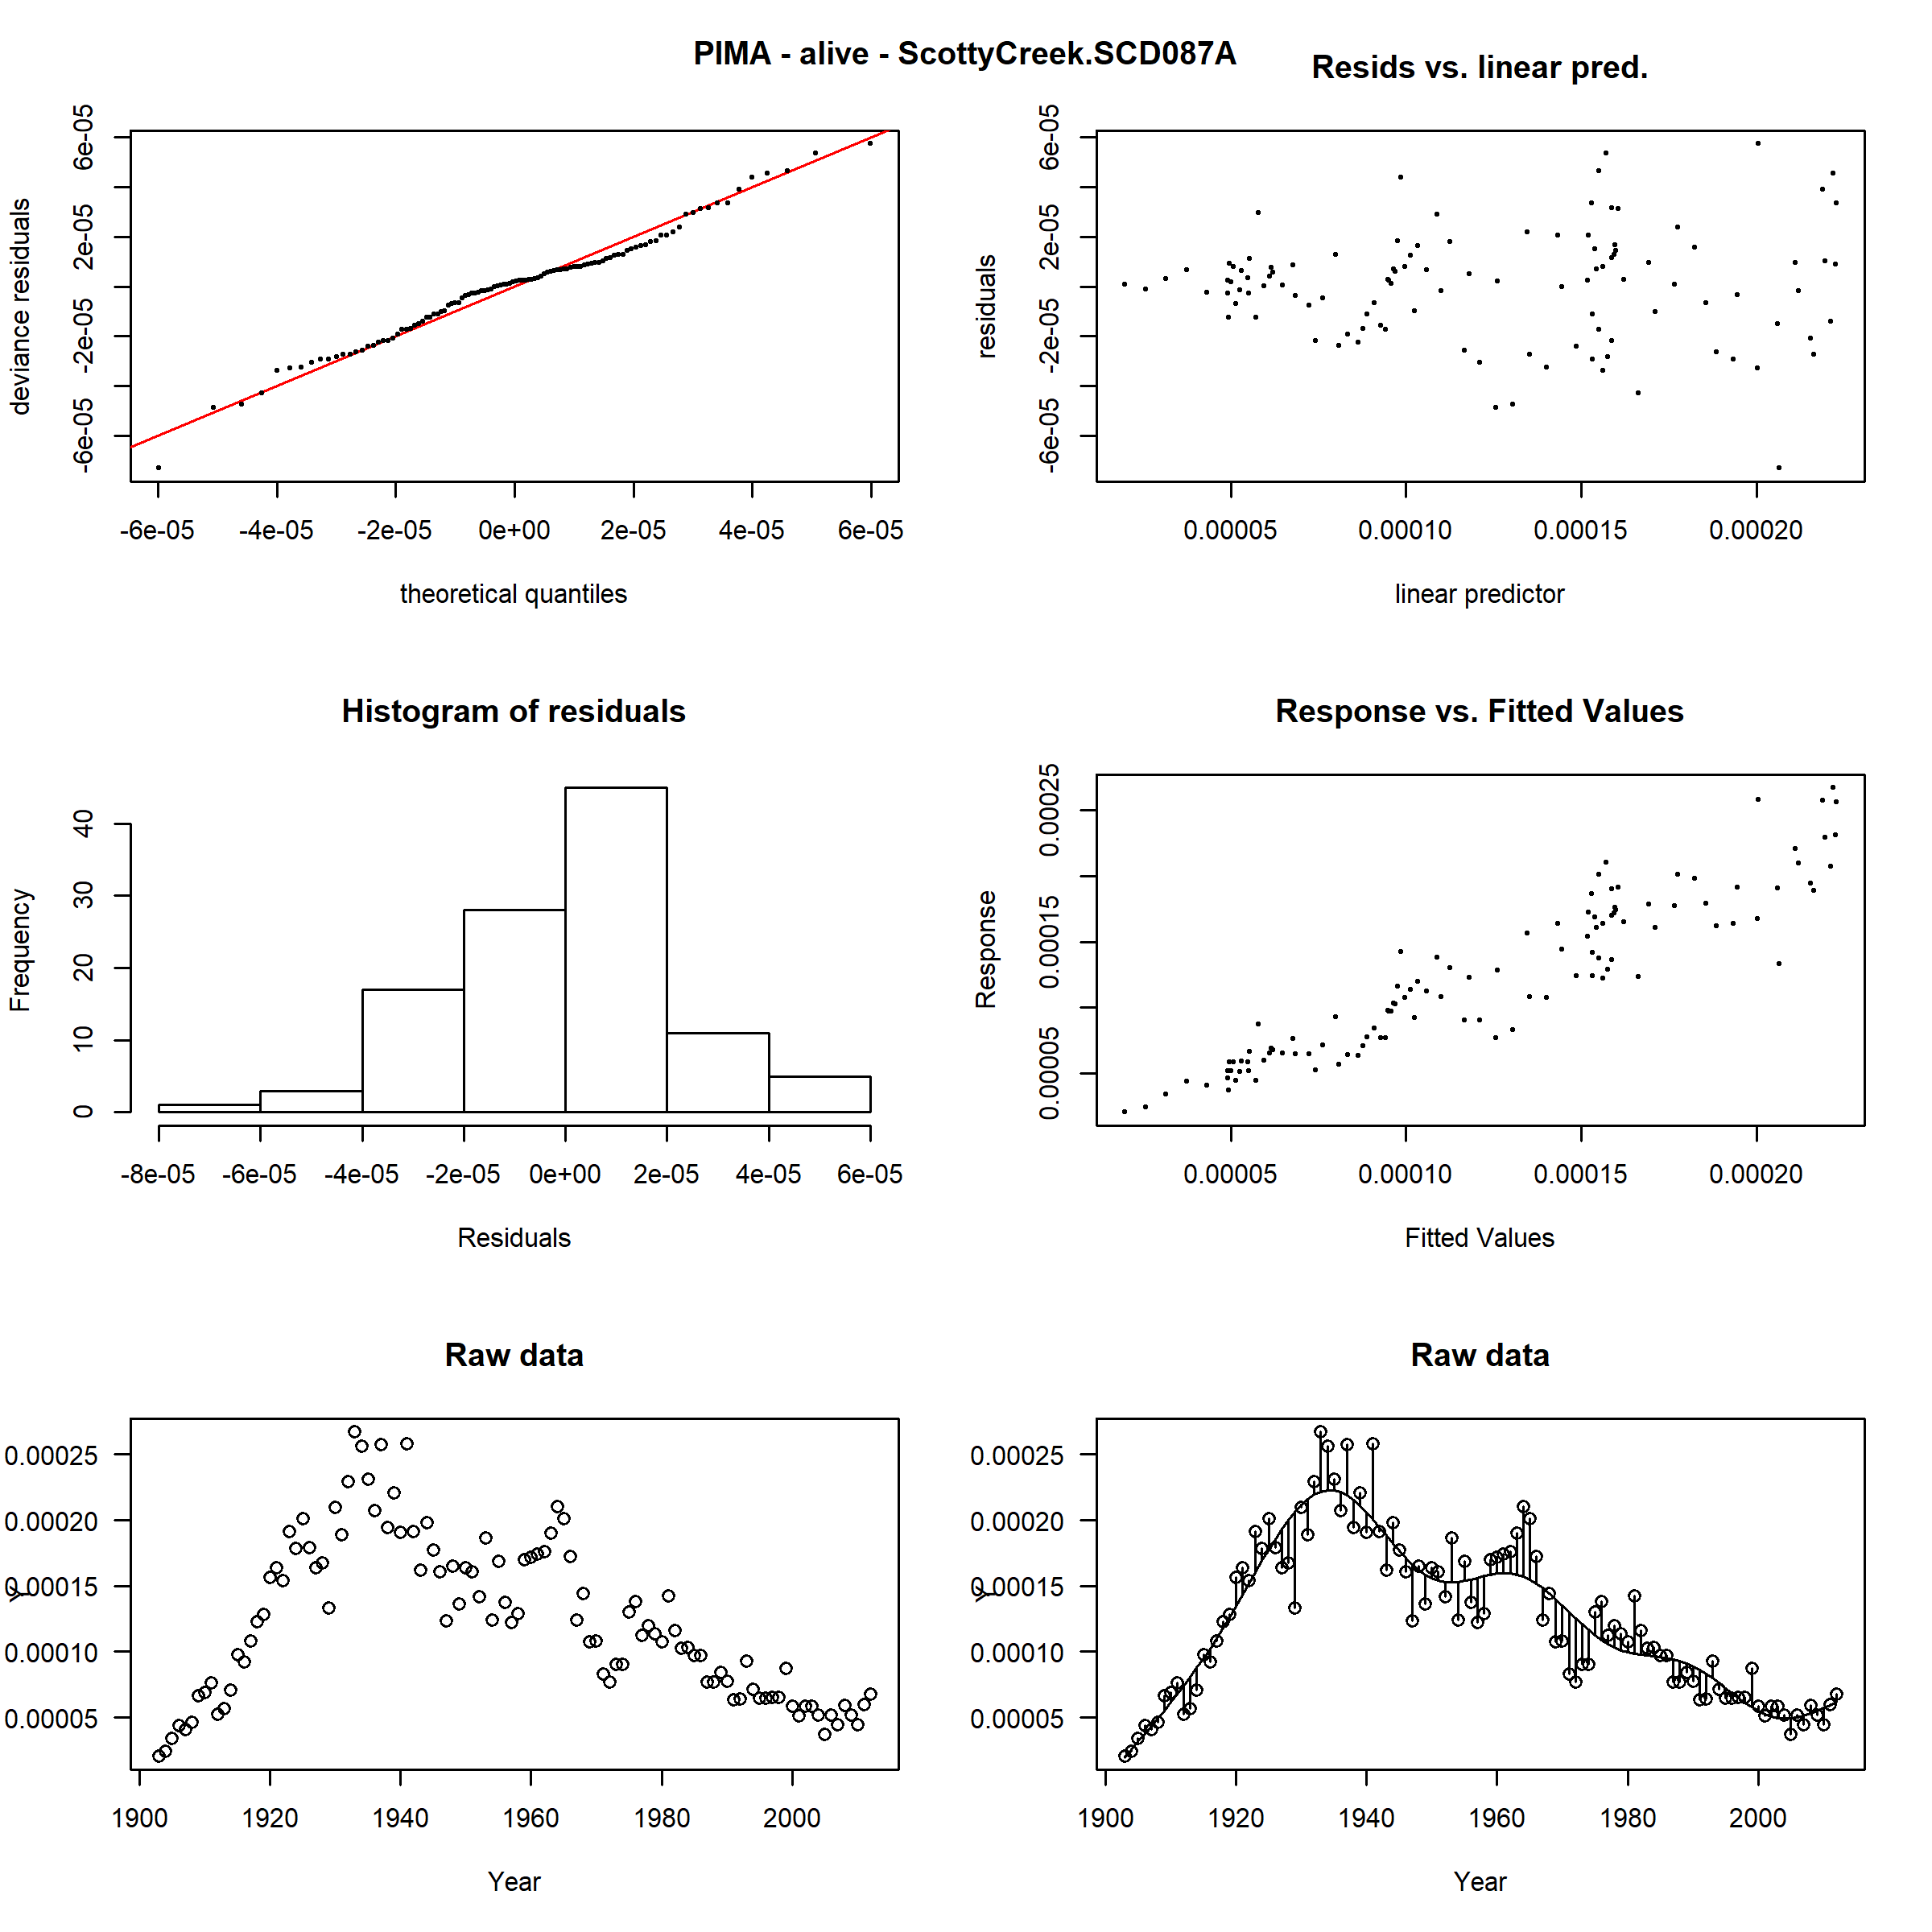 PIMA - alive - ScottyCreek.SCD087A
Resids vs. linear pred.
deviance residuals
6e-05
2e-05
-2e-05
-6e-05
-6e-05 -4e-05 -2e-05 0e+00 2e-05 4e-05 6e-05
theoretical quantiles
residuals
6e-05
2e-05
-2e-05
-6e-05
0.00005 0.00010 0.00015 0.00020
linear predictor
Histogram of residuals
Frequency
40
30
20
10
0
-8e-05 -6e-05 -4e-05 -2e-05 0e+00 2e-05 4e-05 6e-05
Residuals
Response vs. Fitted Values
Response
0.00025
0.00015
0.00005
0.00005 0.00010 0.00015 0.00020
Fitted Values
Raw data
Y
0.00025
0.00020
0.00015
0.00010
0.00005
1900 1920 1940 1960 1980 2000
Year
Raw data
Y
0.00025
0.00020
0.00015
0.00010
0.00005
1900 1920 1940 1960 1980 2000
Year